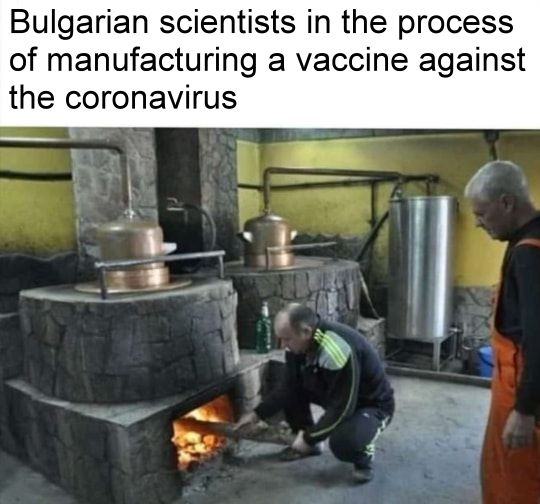 Bulgarian scientists in the process
of manufacturing a vaccine against
the coronavirus